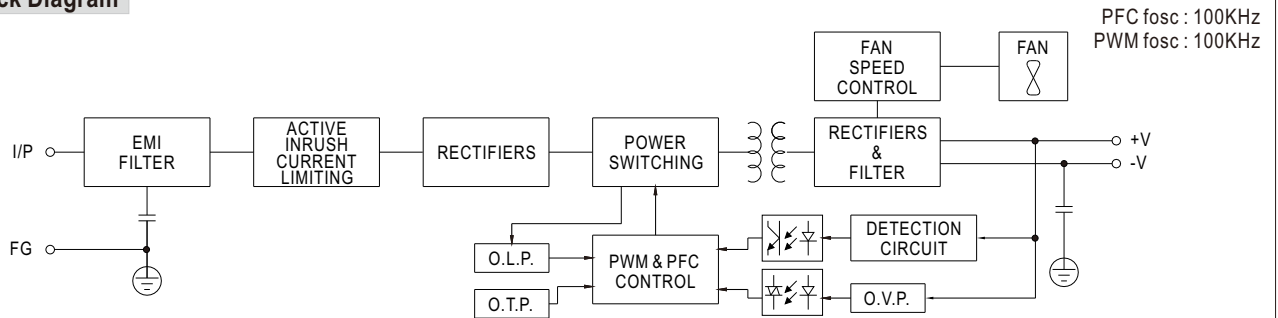 ck Diagram
PFC fosc : 100KHz
PWM fosc : 100KHz
FAN
SPEED
CONTROL
FAN
I/P
EMI
FILTER
ACTIVE
INRUSH
CURRENT
LIMITING
RECTIFIERS
POWER
SWITCHING
RECTIFIERS
&
FILTER
+V
-V
FG
O.L.P.
O.T.P.
PWM & PFC
CONTROL
DETECTION
CIRCUIT
O.V.P.